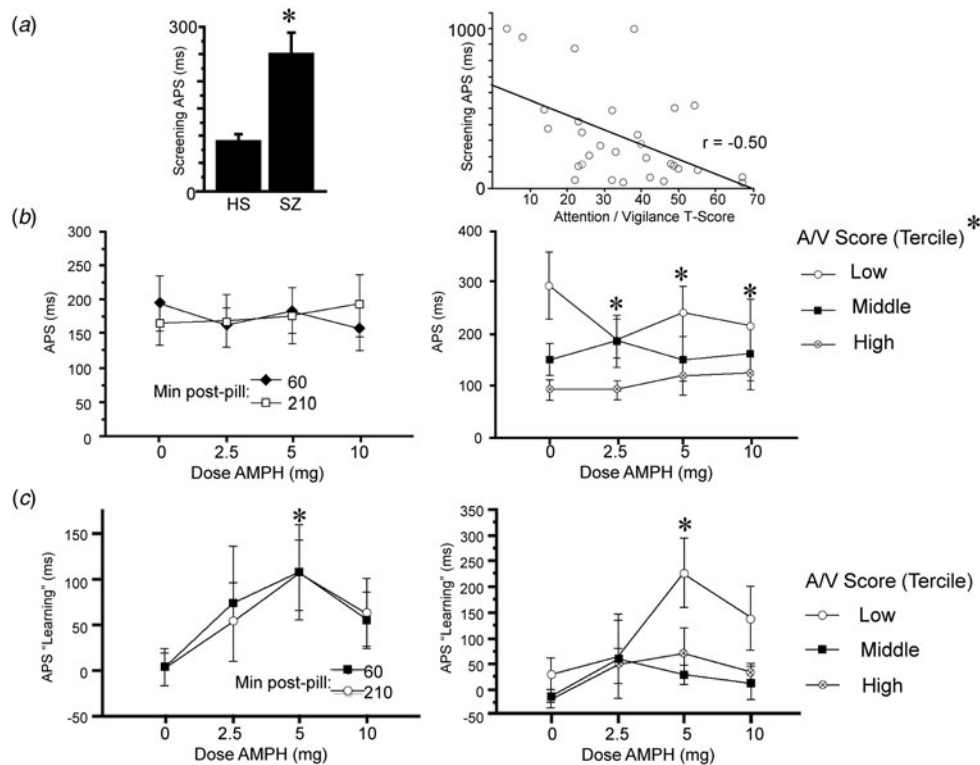 (a)
300
*
Screening APS (ms)
0
HS SZ
1000
800
600
400
200
0
Screening APS (ms)
r = -0.50
10 20 30 40 50 60 70
Attention / Vigilance T-Score
(b)
300
250
200
150
100
50
0
APS (ms)
Min post-pill:
60
210
0 2.5 5 10
Dose AMPH (mg)
400
300
200
100
0
APS (ms)
* * *
0 2.5 5 10
Dose AMPH (mg)
A/V Score (Tercile)*
Low
Middle
High
(c)
150
100
50
0
-50
APS "Learning" (ms)
*
Min post-pill:
60
210
0 2.5 5 10
Dose AMPH (mg)
350
300
250
200
150
100
50
0
-50
APS "Learning" (ms)
*
0 2.5 5 10
Dose AMPH (mg)
A/V Score (Tercile)
Low
Middle
High